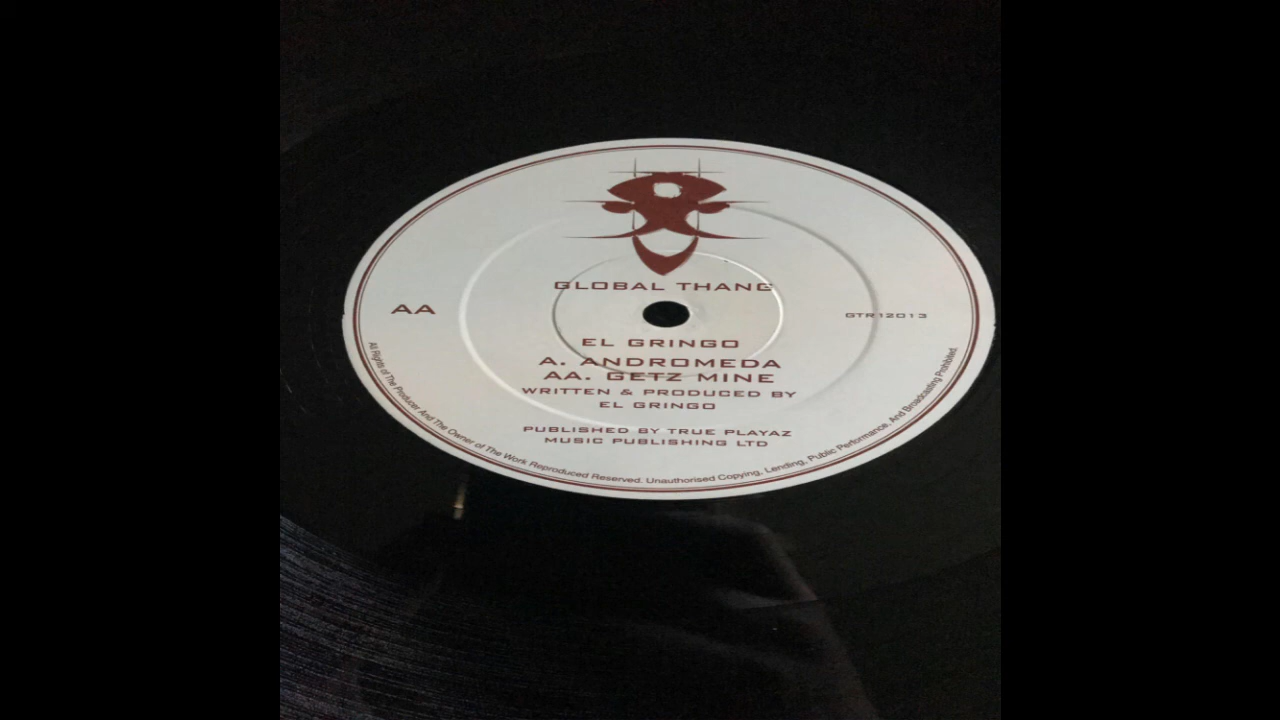 GLOBAL THANG
AA
GTR12013
EL GRINGO
A. ANDROMEDA
AA. GETZ MINE
WRITTEN & PRODUCED BY
EL GRINGO
PUBLISHED BY TRUE PLAYAZ
MUSIC PUBLISHING LTD
All Rights of The Producer And The Owner of The Work Reproduced Reserved. Unauthorised Copying, Lending, Public Performance, And Broadcasting Prohibited.